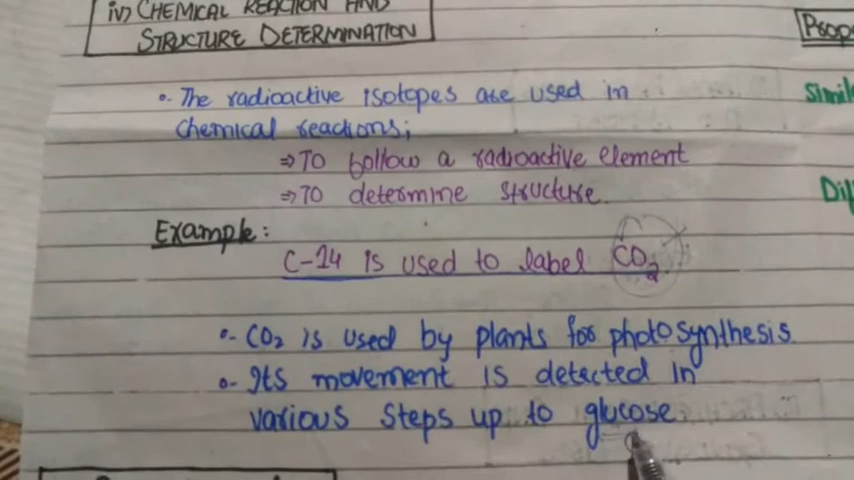 iv) CHEMICAL REACTION AND
STRUCTURE DETERMINATION
The radioactive isotopes are used in
chemical reactions;
⇒ TO follow a radioactive element
⇒ TO determine structure.
Example:
C-14 is used to label CO₂
CO₂ is used by plants for photosynthesis.
Its movement is detected in
various steps up to glucose.